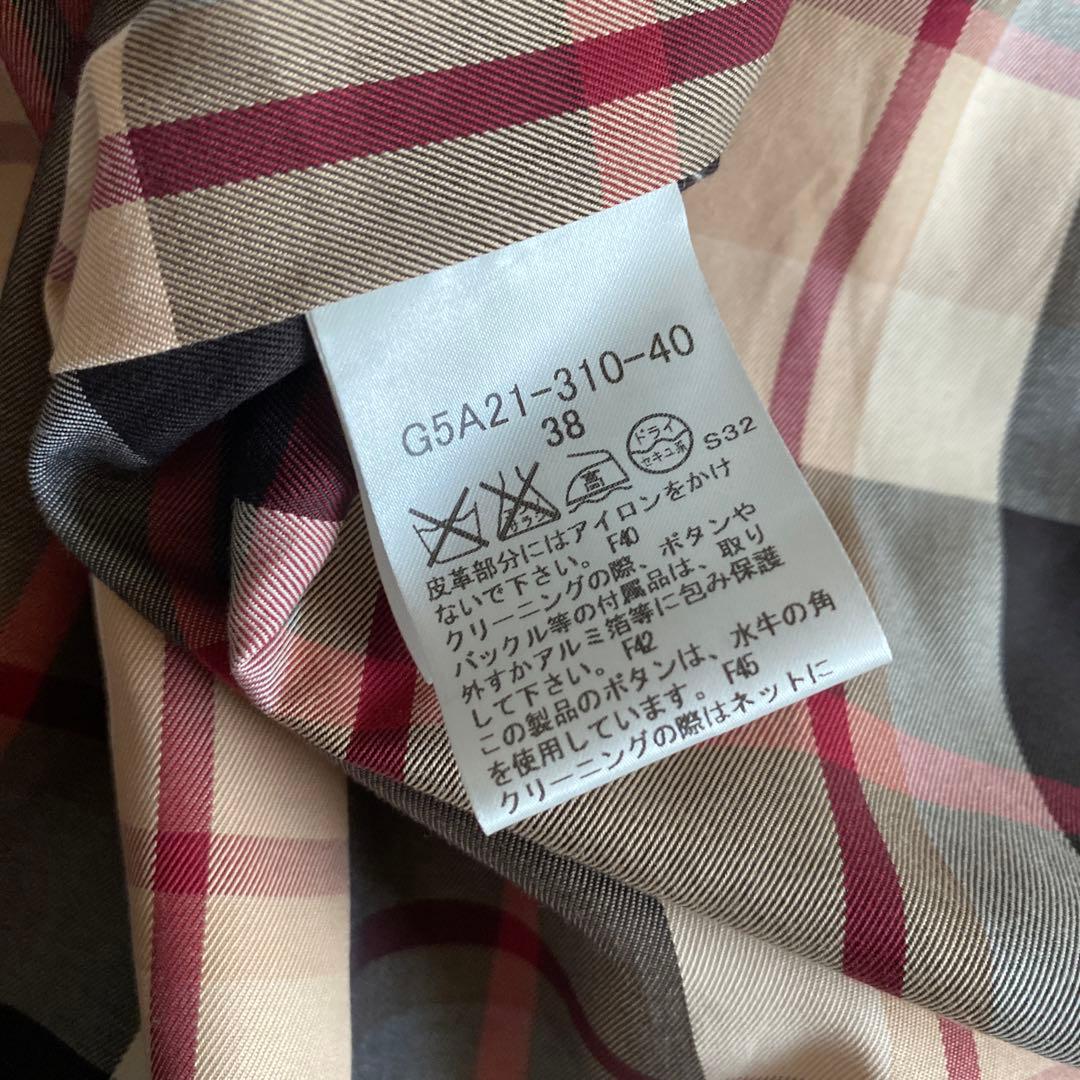 G5A21-310-40
38
高 ドライ セキユ系 S32
皮革部分にはアイロンをかけ
ないで下さい。 F40
クリーニングの際、ボタンや
バックル等の付属品は、取り
外すかアルミ箔等に包み保護
して下さい。 F42
この製品のボタンは、水牛の角
を使用しています。 F45
クリーニングの際はネットに